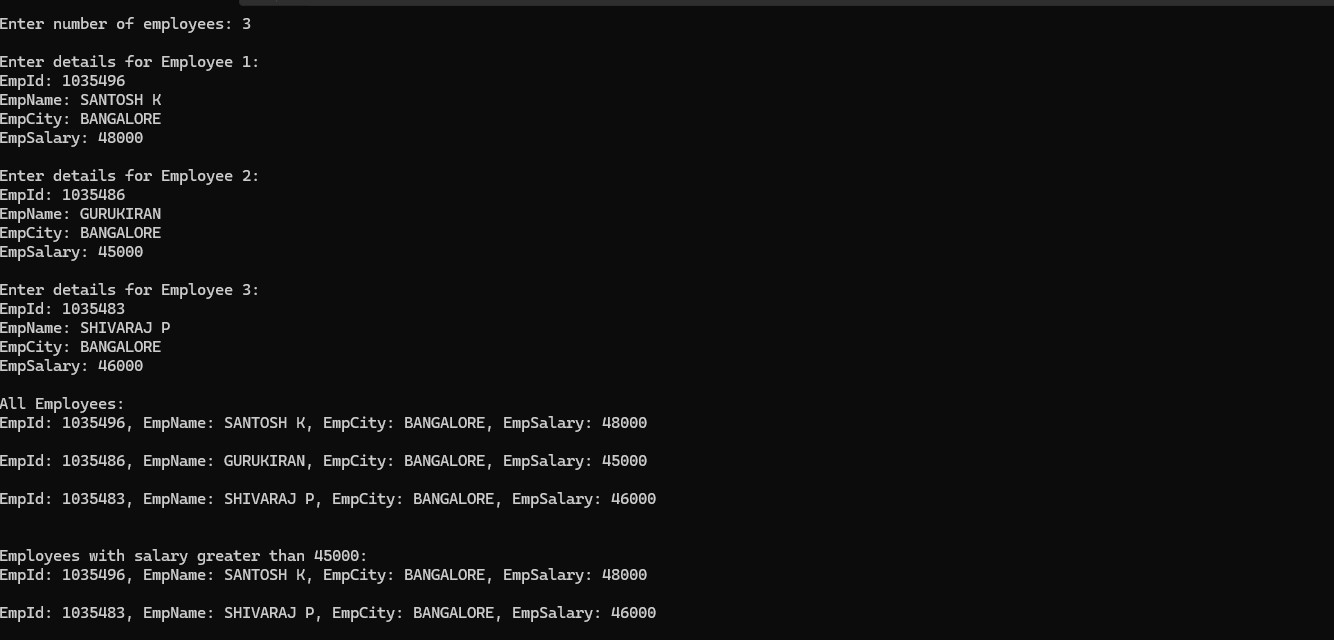 Enter number of employees: 3
Enter details for Employee 1:
EmpId: 1035496
EmpName: SANTOSH K
EmpCity: BANGALORE
EmpSalary: 48000
Enter details for Employee 2:
EmpId: 1035486
EmpName: GURUKIRAN
EmpCity: BANGALORE
EmpSalary: 45000
Enter details for Employee 3:
EmpId: 1035483
EmpName: SHIVARAJ P
EmpCity: BANGALORE
EmpSalary: 46000
All Employees:
EmpId: 1035496, EmpName: SANTOSH K, EmpCity: BANGALORE, EmpSalary: 48000
EmpId: 1035486, EmpName: GURUKIRAN, EmpCity: BANGALORE, EmpSalary: 45000
EmpId: 1035483, EmpName: SHIVARAJ P, EmpCity: BANGALORE, EmpSalary: 46000
Employees with salary greater than 45000:
EmpId: 1035496, EmpName: SANTOSH K, EmpCity: BANGALORE, EmpSalary: 48000
EmpId: 1035483, EmpName: SHIVARAJ P, EmpCity: BANGALORE, EmpSalary: 46000